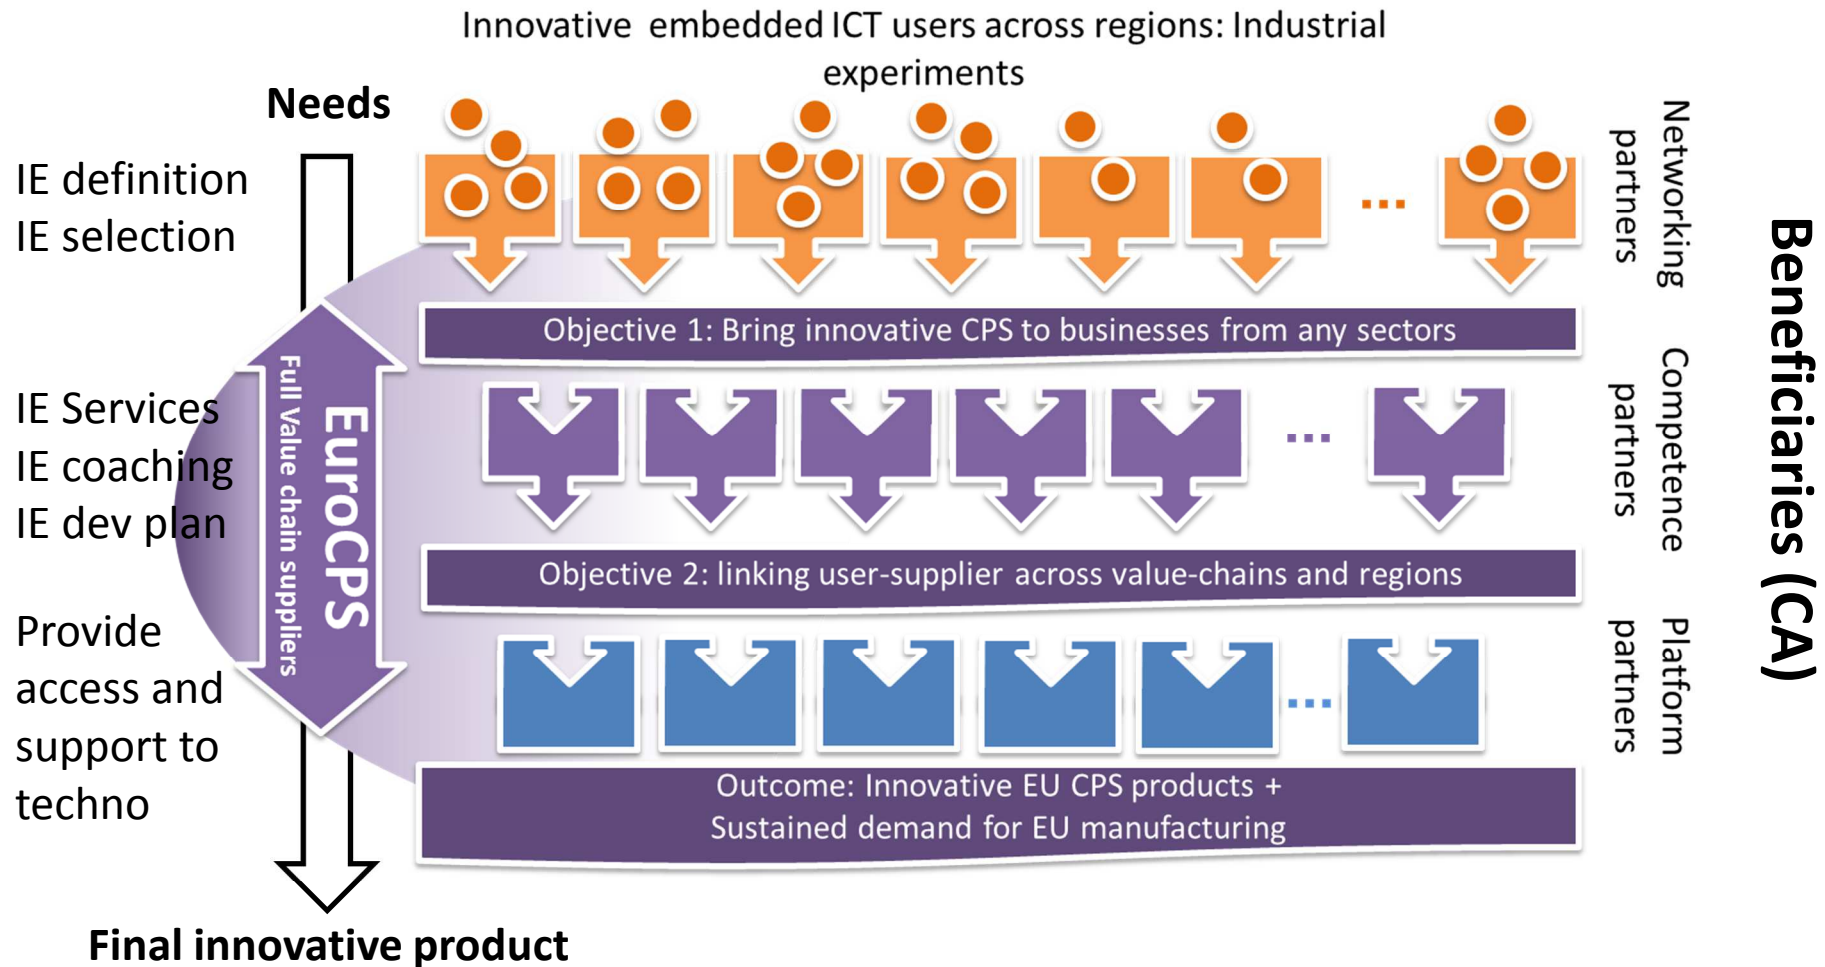 Innovative embedded ICT users across regions: Industrial
experiments
Needs
IE definition
IE selection
Networking
partners
Objective 1: Bring innovative CPS to businesses from any sectors
IE Services
IE coaching
IE dev plan
EuroCPS
Full Value chain suppliers
...
Competence
partners
Beneficiaries (CA)
Objective 2: linking user-supplier across value-chains and regions
Provide
access and
support to
techno
...
Platform
partners
Outcome: Innovative EU CPS products +
Sustained demand for EU manufacturing
Final innovative product